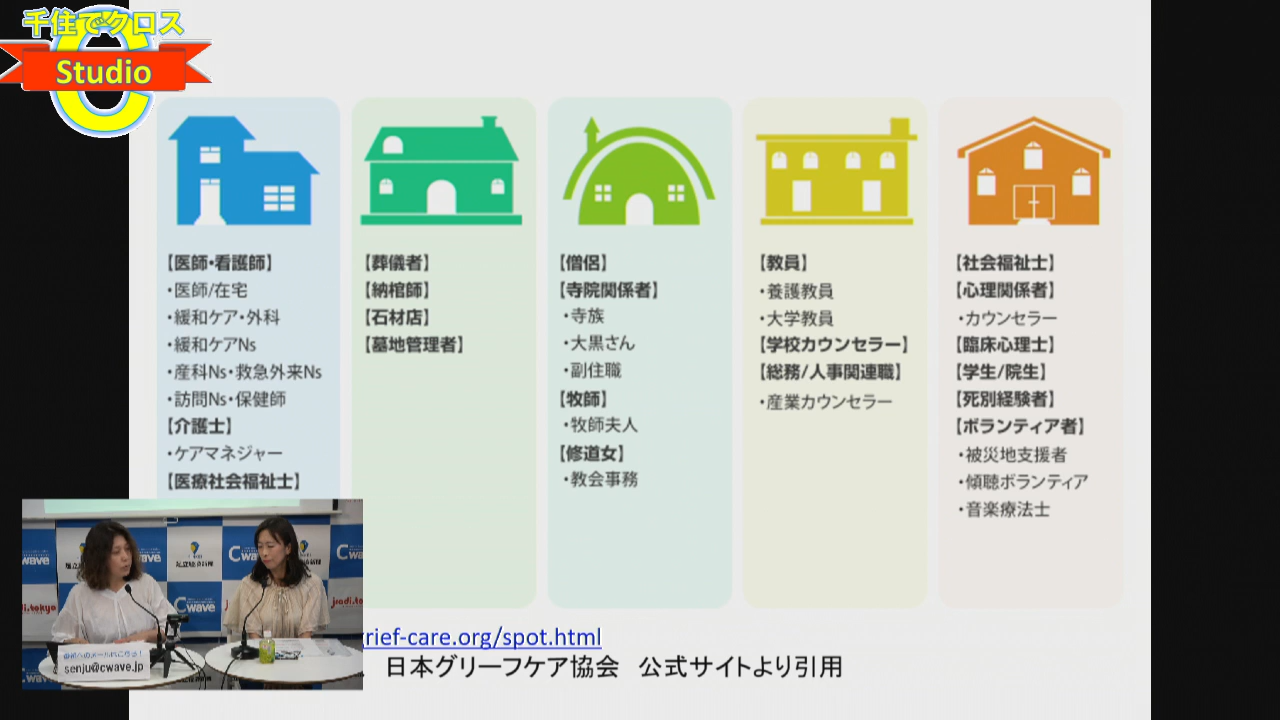 千住でクロス
Studio
C
【医師・看護師】
・医師/在宅
・緩和ケア・外科
・緩和ケアNs
・産科Ns・救急外来Ns
・訪問Ns・保健師
【介護士】
・ケアマネジャー
【医療社会福祉士】
【葬儀者】
【納棺師】
【石材店】
【墓地管理者】
【僧侶】
【寺院関係者】
・寺族
・大黒さん
・副住職
【牧師】
・牧師夫人
【修道女】
・教会事務
【教員】
・養護教員
・大学教員
【学校カウンセラー】
【総務/人事関連職】
・産業カウンセラー
【社会福祉士】
【心理関係者】
・カウンセラー
【臨床心理士】
【学生/院生】
【死別経験者】
【ボランティア者】
・被災地支援者
・傾聴ボランティア
・音楽療法士
rief-care.org/spot.html
日本グリーフケア協会 公式サイトより引用
Cwave
senju@cwave.jp